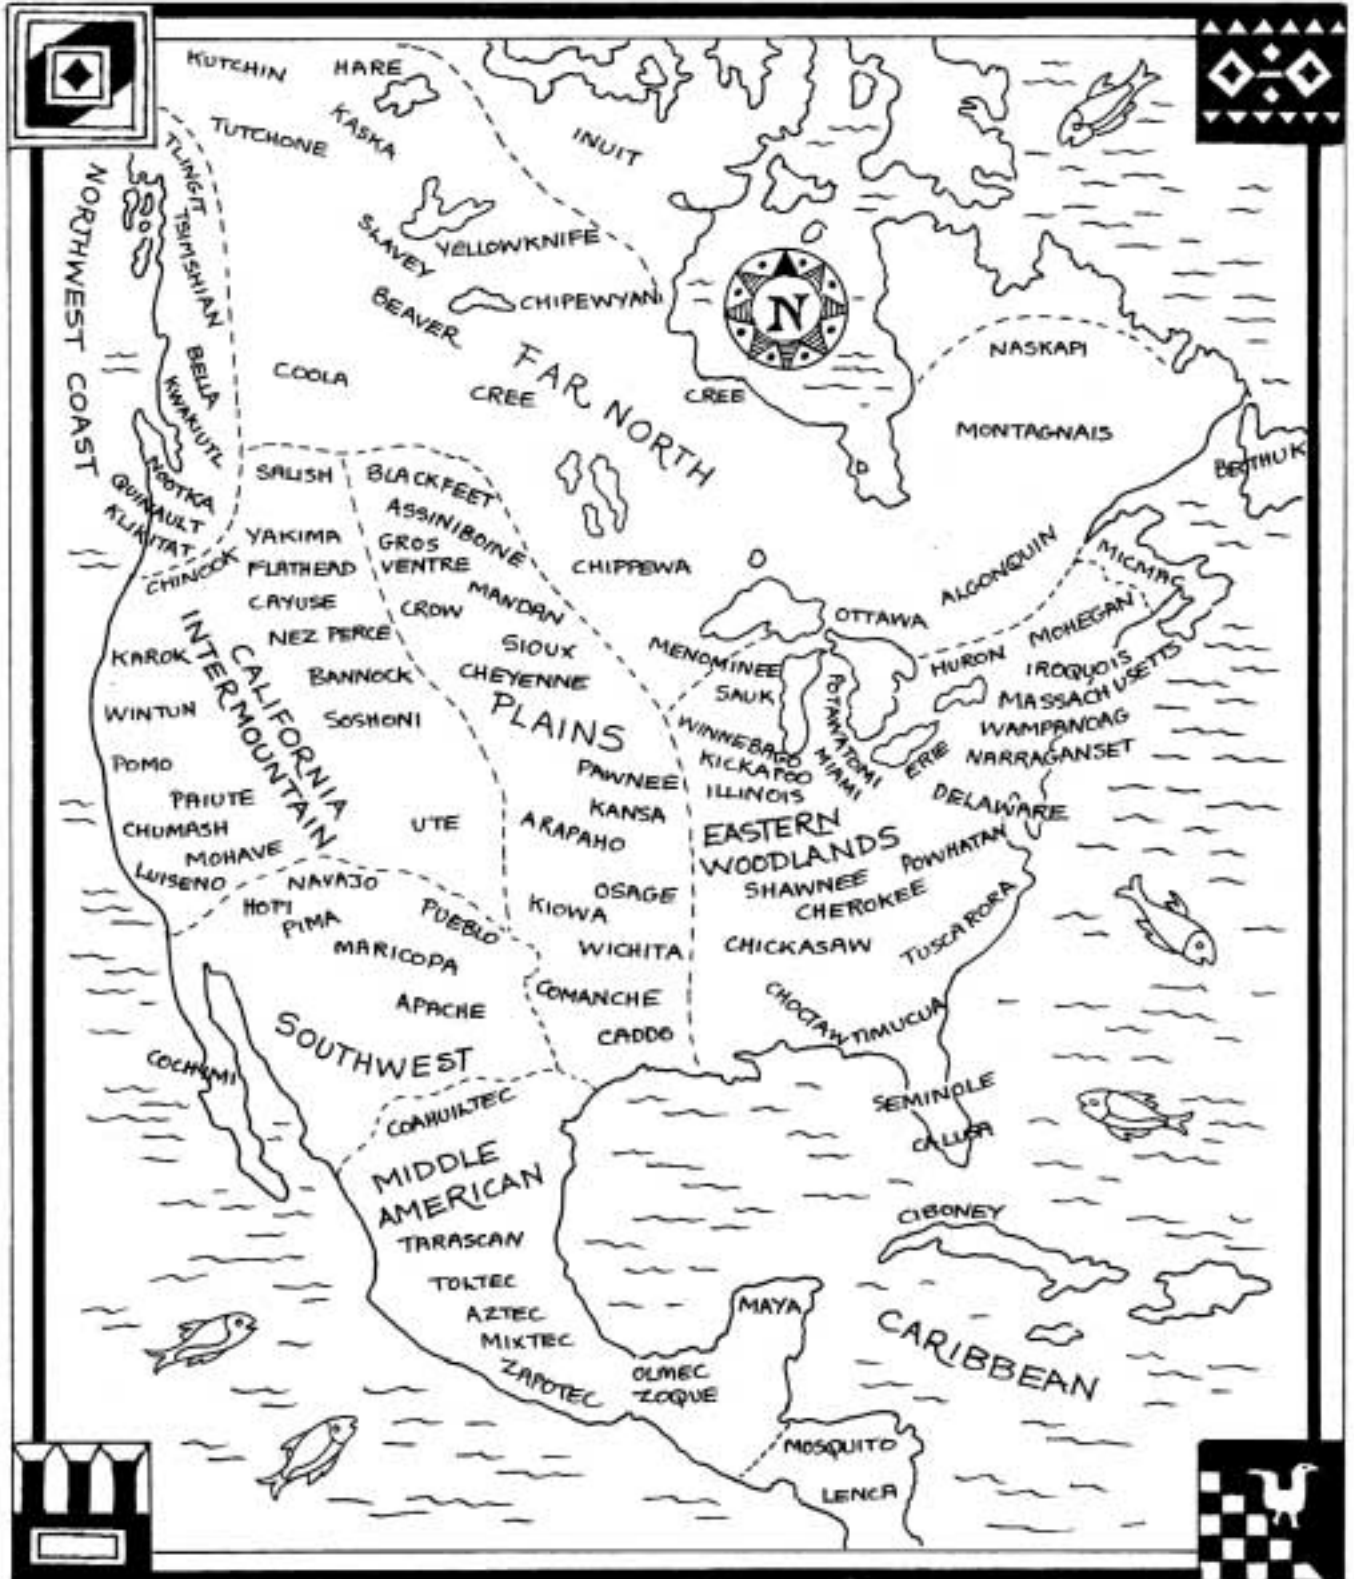 KUTCHIN
HARE
TUTCHONE
KASKA
INUIT
TLINGIT
TSIMSHIAN
NORTHWEST COAST
SLAVEY
YELLOWKNIFE
BEAVER
CHIPEWYAN
N
BELLA
KWAKIUTL
COOLA
FAR NORTH
CREE
CREE
NASKAPI
MONTAGNAIS
BEOTHUK
NOOTKA
QUINAULT
KLIKITAT
CHINOOK
SALISH
BLACKFEET
ASSINIBOINE
YAKIMA
GROS
VENTRE
FLATHEAD
CHIPPEWA
ALGONQUIN
MICMAC
CAYUSE
CROW
MANDAN
OTTAWA
MOHEGAN
NEZ PERCE
SIOUX
MENOMINEE
HURON
IROQUOIS
KAROK
CALIFORNIA
INTERMOUNTAIN
BANNOCK
CHEYENNE
SAUK
POTAWATOMI
MASSACHUSETTS
WINTUN
SOSHONI
PLAINS
WINNEBAGO
MIAMI
ERIE
WAMPANOAG
NARRAGANSET
POMO
PAWNEE
KICKAPOO
ILLINOIS
DELAWARE
PAIUTE
KANSA
CHUMASH
UTE
ARAPAHO
EASTERN
WOODLANDS
POWHATAN
MOHAVE
LUISENO
NAVAJO
OSAGE
SHAWNEE
CHEROKEE
HOPI
PIMA
PUEBLO
KIOWA
TUSCARORA
MARICOPA
WICHITA
CHICKASAW
APACHE
COMANCHE
CHOCTAW
TIMUCUA
SOUTHWEST
CADDO
COCHIMI
SEMINOLE
COAHUILTEC
CALUSA
MIDDLE
AMERICAN
CIBONEY
TARASCAN
TOLTEC
AZTEC
MAYA
MIXTEC
CARIBBEAN
ZAPOTEC
OLMEC
ZOQUE
MOSQUITO
LENCA